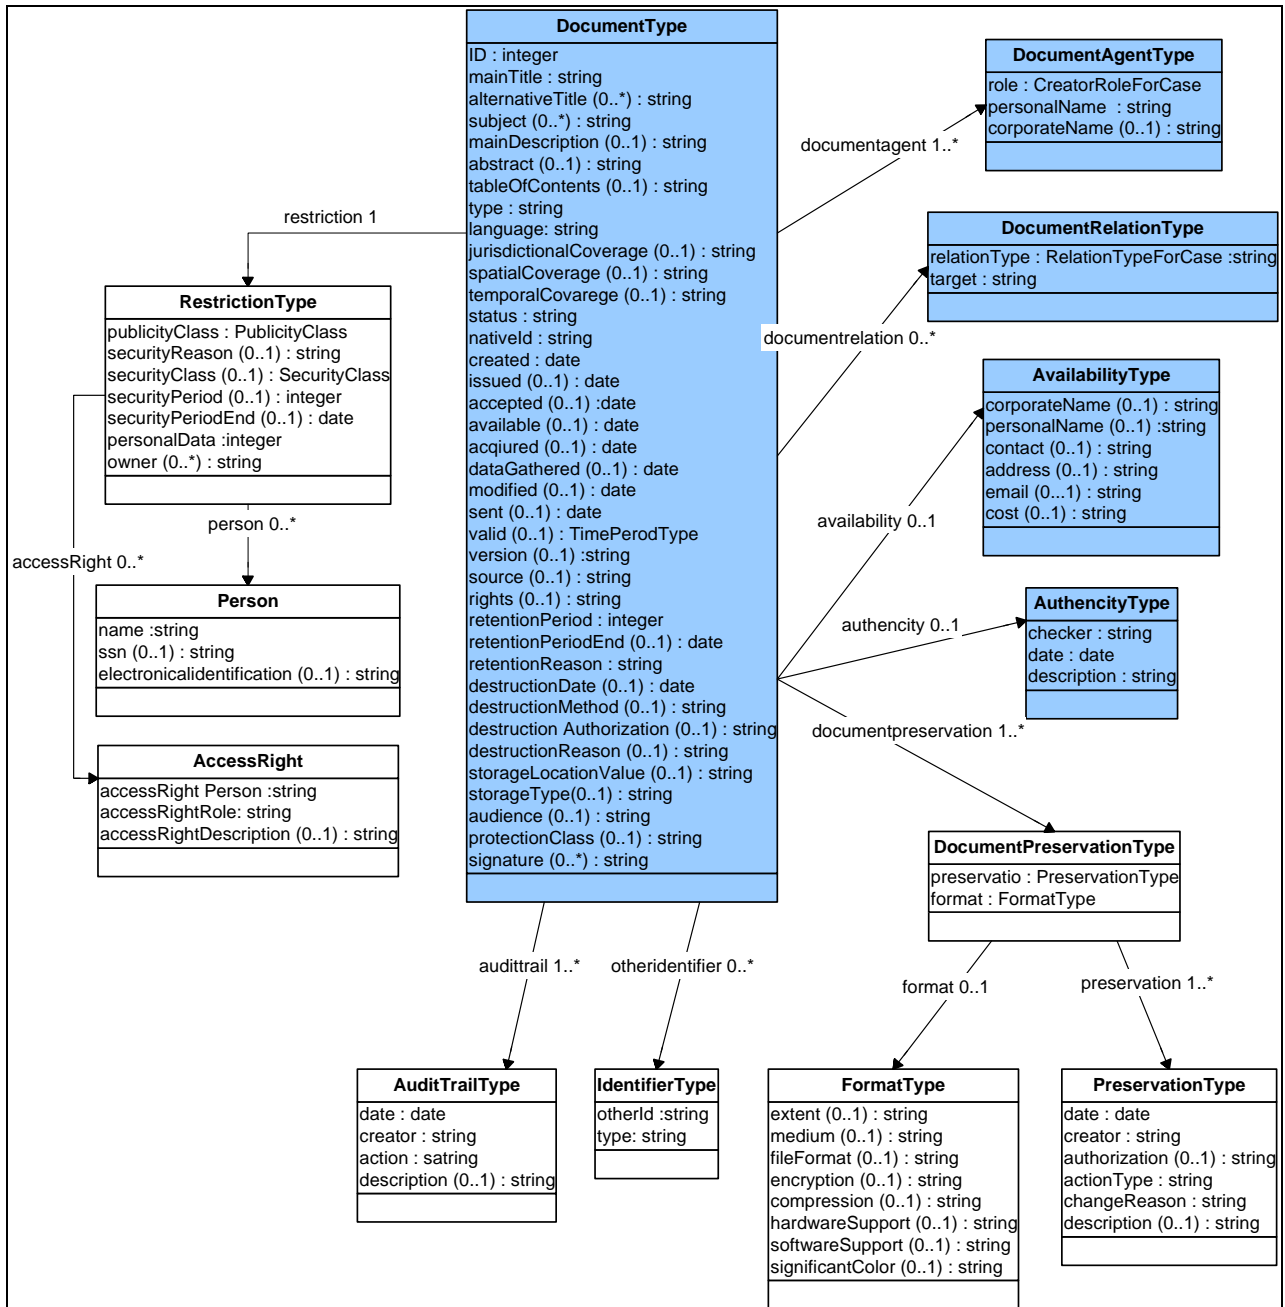 DocumentType
ID : integer
mainTitle : string
alternativeTitle (0..*) : string
subject (0..*) : string
mainDescription (0..1) : string
abstract (0..1) : string
tableOfContents (0..1) : string
type : string
language: string
jurisdictionalCoverage (0..1) : string
spatialCoverage (0..1) : string
temporalCovarege (0..1) : string
status : string
nativeId : string
created : date
issued (0..1) : date
accepted (0..1) :date
available (0..1) : date
acqiured (0..1) : date
dataGathered (0..1) : date
modified (0..1) : date
sent (0..1) : date
valid (0..1) : TimePerodType
version (0..1) :string
source (0..1) : string
rights (0..1) : string
retentionPeriod : integer
retentionPeriodEnd (0..1) : date
retentionReason : string
destructionDate (0..1) : date
destructionMethod (0..1) : string
destruction Authorization (0..1) : string
destructionReason (0..1) : string
storageLocationValue (0..1) : string
storageType(0..1) : string
audience (0..1) : string
protectionClass (0..1) : string
signature (0..*) : string
restriction 1
RestrictionType
publicityClass : PublicityClass
securityReason (0..1) : string
securityClass (0..1) : SecurityClass
securityPeriod (0..1) : integer
securityPeriodEnd (0..1) : date
personalData :integer
owner (0..*) : string
person 0..*
accessRight 0..*
Person
name :string
ssn (0..1) : string
electronicalidentification (0..1) : string
AccessRight
accessRight Person :string
accessRightRole: string
accessRightDescription (0..1) : string
documentagent 1..*
DocumentAgentType
role : CreatorRoleForCase
personalName : string
corporateName (0..1) : string
documentrelation 0..*
DocumentRelationType
relationType : RelationTypeForCase :string
target : string
availability 0..1
AvailabilityType
corporateName (0..1) : string
personalName (0..1) :string
contact (0..1) : string
address (0..1) : string
email (0...1) : string
cost (0..1) : string
authencity 0..1
AuthencityType
checker : string
date : date
description : string
documentpreservation 1..*
DocumentPreservationType
preservatio : PreservationType
format : FormatType
audittrail 1..*
otheridentifier 0..*
format 0..1
preservation 1..*
AuditTrailType
date : date
creator : string
action : satring
description (0..1) : string
IdentifierType
otherId :string
type: string
FormatType
extent (0..1) : string
medium (0..1) : string
fileFormat (0..1) : string
encryption (0..1) : string
compression (0..1) : string
hardwareSupport (0..1) : string
softwareSupport (0..1) : string
significantColor (0..1) : string
PreservationType
date : date
creator : string
authorization (0..1) : string
actionType : string
changeReason : string
description (0..1) : string